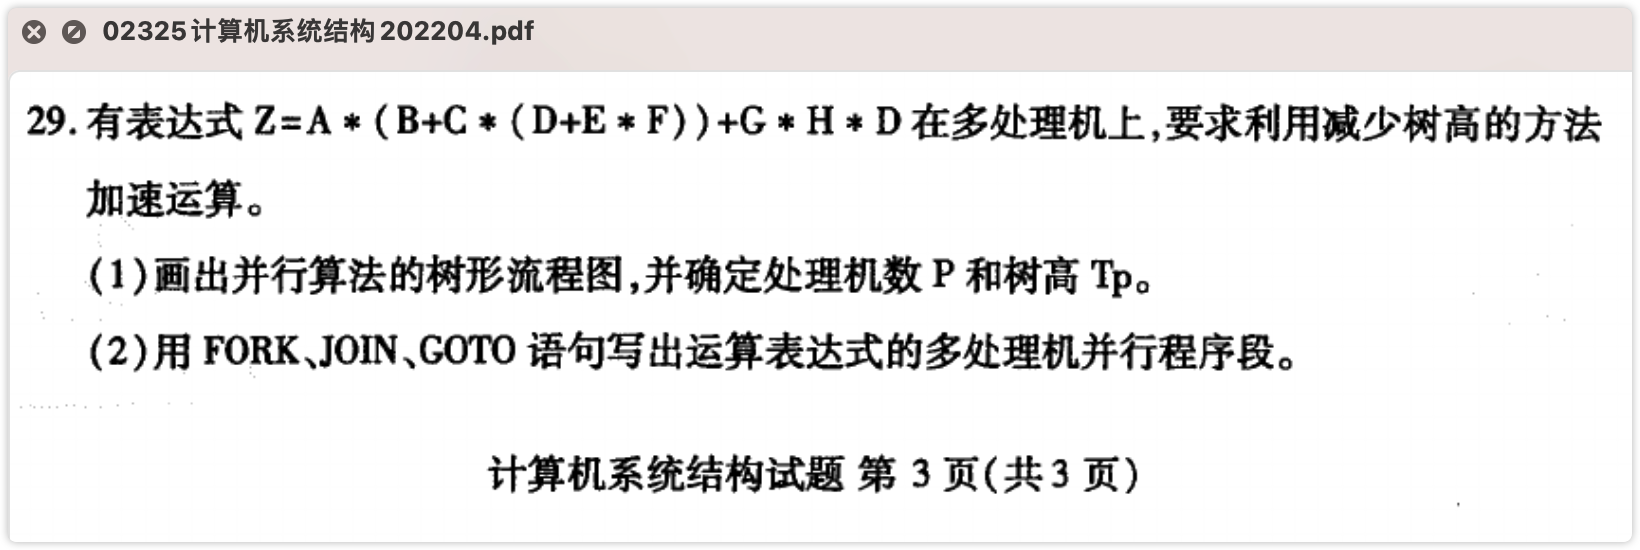 02325计算机系统结构202204.pdf
29. 有表达式 Z=A*(B+C*(D+E*F))+G*H*D 在多处理机上,要求利用减少树高的方法
加速运算。
(1)画出并行算法的树形流程图,并确定处理机数 P 和树高 Tp。
(2)用 FORK、JOIN、GOTO 语句写出运算表达式的多处理机并行程序段。
计算机系统结构试题 第 3 页(共3 页)